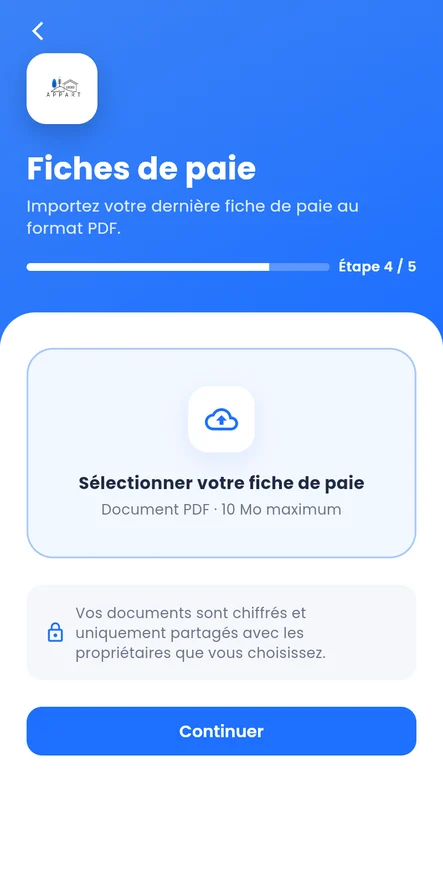 APPART
Fiches de paie
Importez votre dernière fiche de paie au
format PDF.
Étape 4 / 5
Sélectionner votre fiche de paie
Document PDF · 10 Mo maximum
Vos documents sont chiffrés et
uniquement partagés avec les
propriétaires que vous choisissez.
Continuer